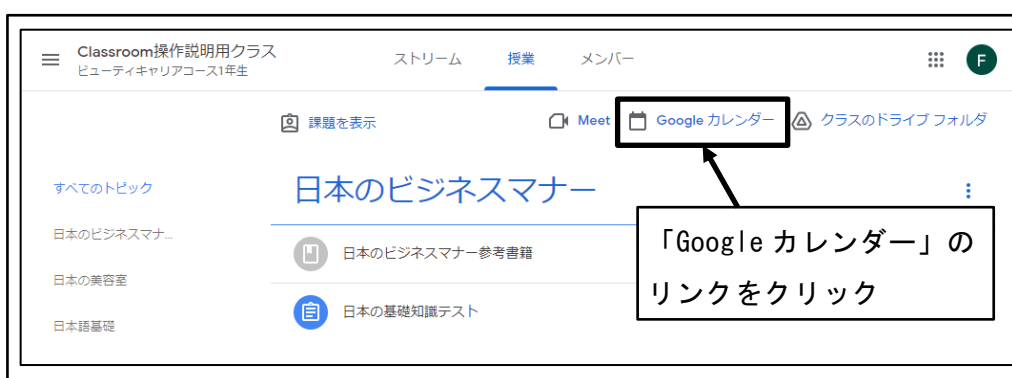 Classroom操作説明用クラス
ビューティキャリアコース1年生
ストリーム 授業 メンバー
F
課題を表示
Meet Google カレンダー クラスのドライブ フォルダ
すべてのトピック
日本のビジネスマナ...
日本の美容室
日本語基礎
日本のビジネスマナー
日本のビジネスマナー参考書籍
日本の基礎知識テスト
「Google カレンダー」の
リンクをクリック